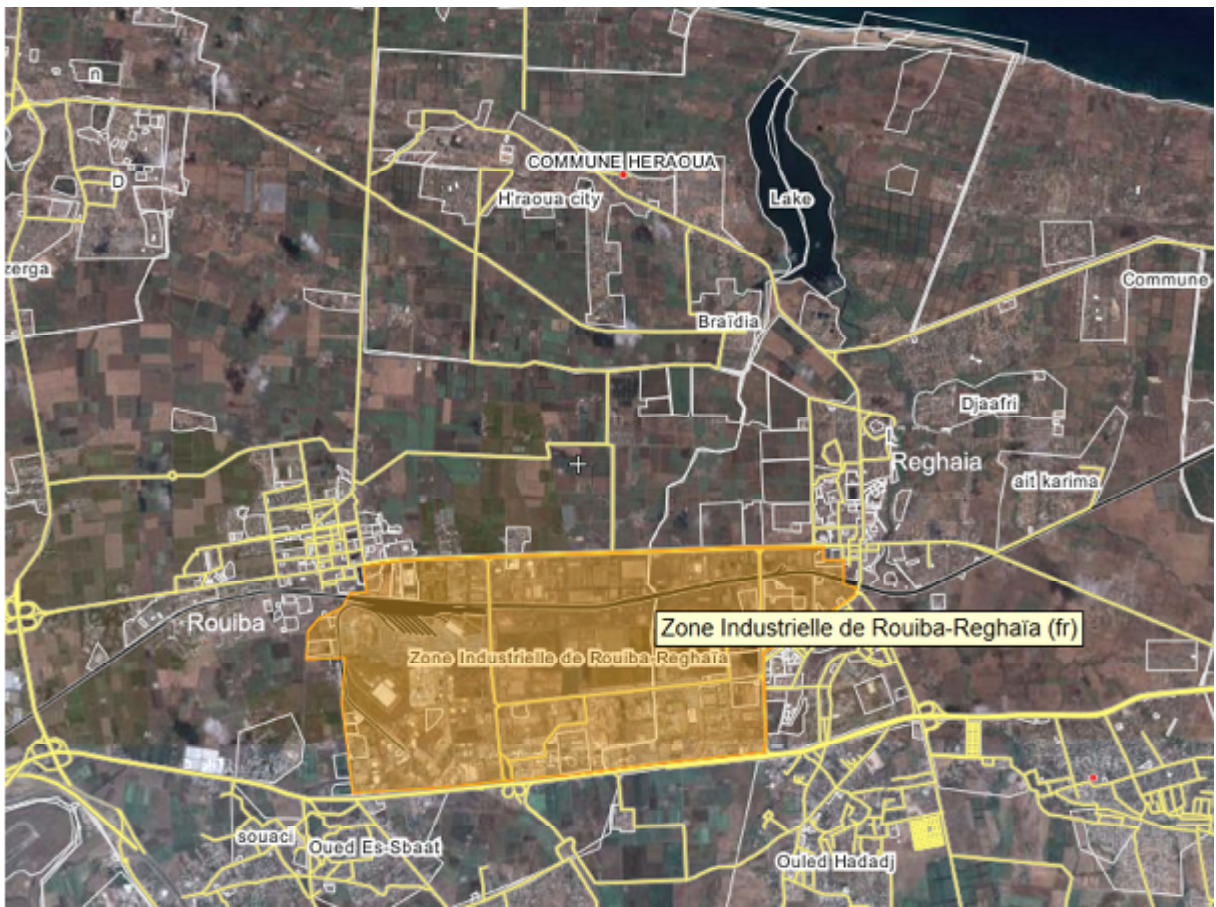 n
COMMUNE HERAOUA
D
H'raoua city
Lake
zerga
Commune
Braïdia
Djaafri
Reghaia
ait karima
Rouiba
Zone Industrielle de Rouiba-Reghaïa (fr)
Zone Industrielle de Rouiba-Reghaïa
souaci
Oued Es-Sbaât
Ouled Hadadj